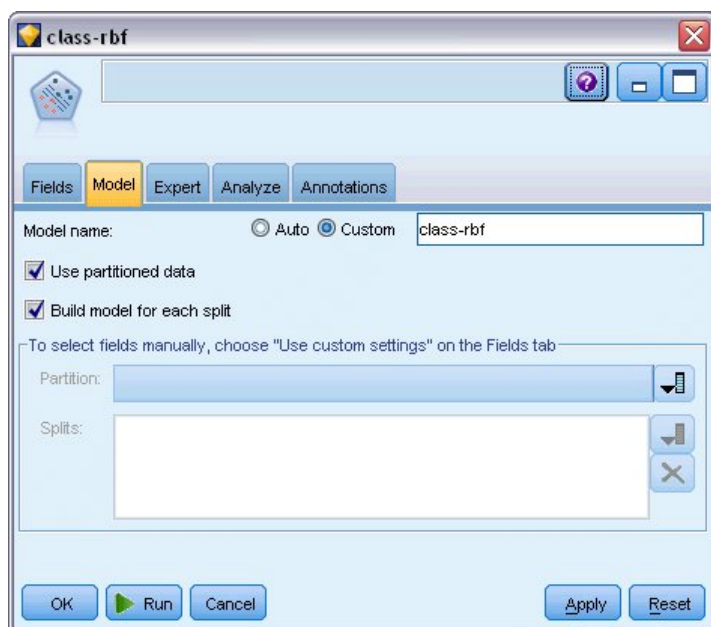 class-rbf
Fields Model Expert Analyze Annotations
Model name: Auto Custom class-rbf
Use partitioned data
Build model for each split
To select fields manually, choose "Use custom settings" on the Fields tab
Partition:
Splits:
OK Run Cancel Apply Reset